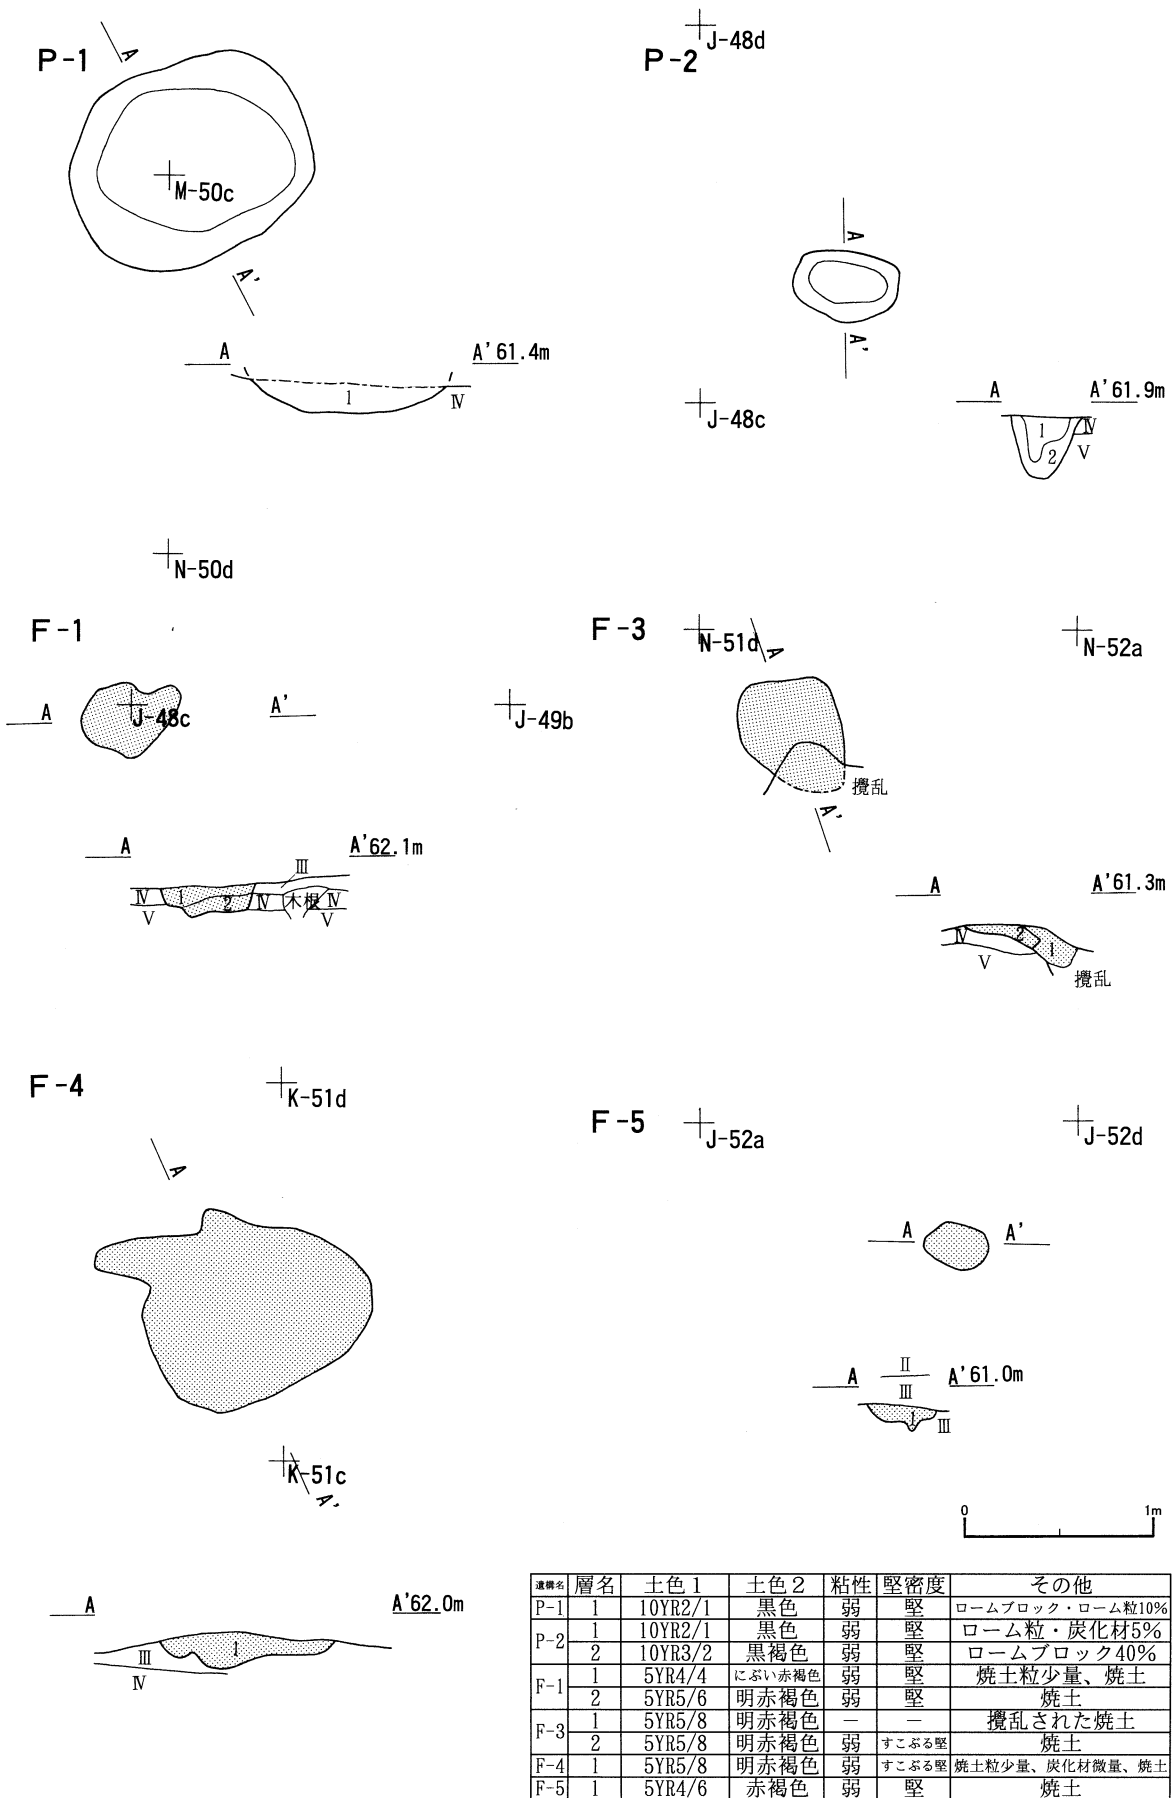 P-1
A
M-50c
A'
A
A'61.4m
1
Ⅳ
P-2
J-48d
A
A'
J-48c
A
A'61.9m
1
2
Ⅳ
Ⅴ
N-50d
F-1
A
J-48c
A'
J-49b
A
A'62.1m
Ⅲ
Ⅳ
1
2
Ⅳ
木根
Ⅳ
Ⅴ
Ⅴ
F-3
N-51d
A
N-52a
攪乱
A'
A
A'61.3m
Ⅳ
2
1
Ⅴ
攪乱
F-4
K-51d
A
K-51c
A'
A
A'62.0m
Ⅲ
1
Ⅳ
F-5
J-52a
J-52d
A
A'
A
Ⅱ
Ⅲ
A'61.0m
1
Ⅲ
0 1m
遺構名 層名 土色1 土色2 粘性 堅密度 その他
P-1 1 10YR2/1 黒色 弱 堅 ロームブロック・ローム粒10%
P-2 1 10YR2/1 黒色 弱 堅 ローム粒・炭化材5%
2 10YR3/2 黒褐色 弱 堅 ロームブロック40%
F-1 1 5YR4/4 にぶい赤褐色 弱 堅 焼土粒少量、焼土
2 5YR5/6 明赤褐色 弱 堅 焼土
F-3 1 5YR5/8 明赤褐色 － － 攪乱された焼土
2 5YR5/8 明赤褐色 弱 すこぶる堅 焼土
F-4 1 5YR5/8 明赤褐色 弱 すこぶる堅 焼土粒少量、炭化材微量、焼土
F-5 1 5YR4/6 赤褐色 弱 堅 焼土